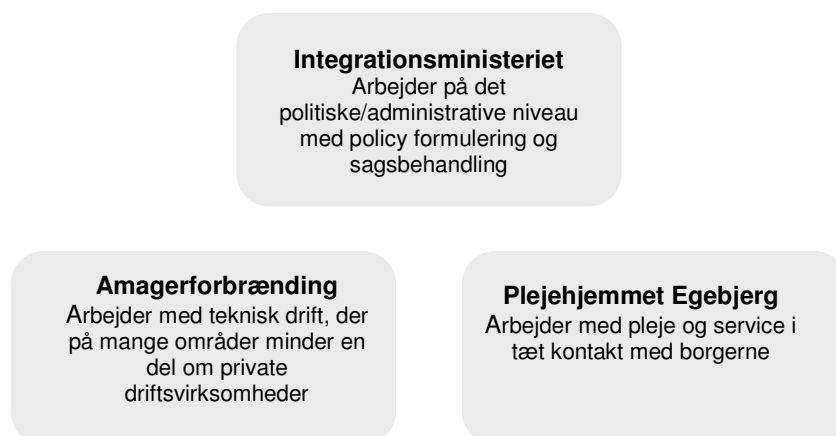 Integrationsministeriet
Arbejder på det
politiske/administrative niveau
med policy formulering og
sagsbehandling
Amagerforbrænding
Arbejder med teknisk drift, der
på mange områder minder en
del om private
driftsvirksomheder
Plejehjemmet Egebjerg
Arbejder med pleje og service i
tæt kontakt med borgerne